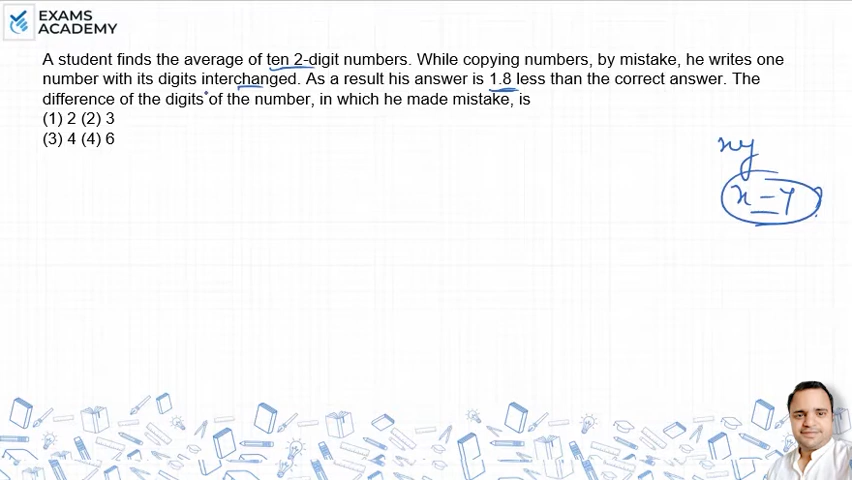 EXAMS
ACADEMY
A student finds the average of ten 2-digit numbers. While copying numbers, by mistake, he writes one
number with its digits interchanged. As a result his answer is 1.8 less than the correct answer. The
difference of the digits of the number, in which he made mistake, is
(1) 2 (2) 3
(3) 4 (4) 6
xy
x - y